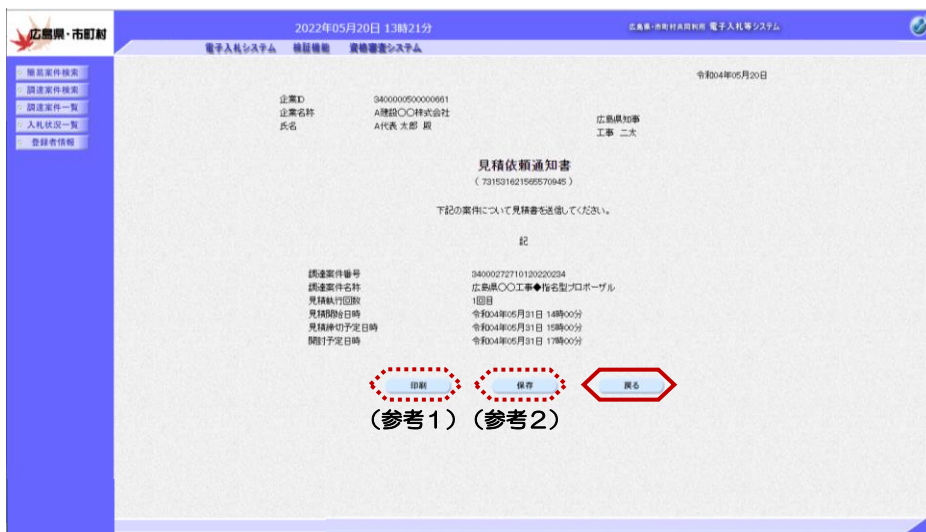 広島県・市町村
2022年05月20日 13時21分
広島県・市町村共同利用 電子入札等システム
電子入札システム 検証機能 資格審査システム
簡易案件検索
調達案件検索
調達案件一覧
入札状況一覧
登録者情報
令和04年05月20日
企業ID 3400000500000661
企業名称 A建設〇〇株式会社
氏名 A代表 太郎 殿
広島県知事
工事 二太
見積依頼通知書
( 731531621565570945 )
下記の案件について見積書を送信してください。
記
調達案件番号 34000272710120220234
調達案件名称 広島県〇〇工事◆指名型プロポーザル
見積執行回数 1回目
見積開始日時 令和04年05月31日 14時00分
見積締切予定日時 令和04年05月31日 15時00分
開封予定日時 令和04年05月31日 17時00分
印刷 保存 戻る
（参考１）（参考２）